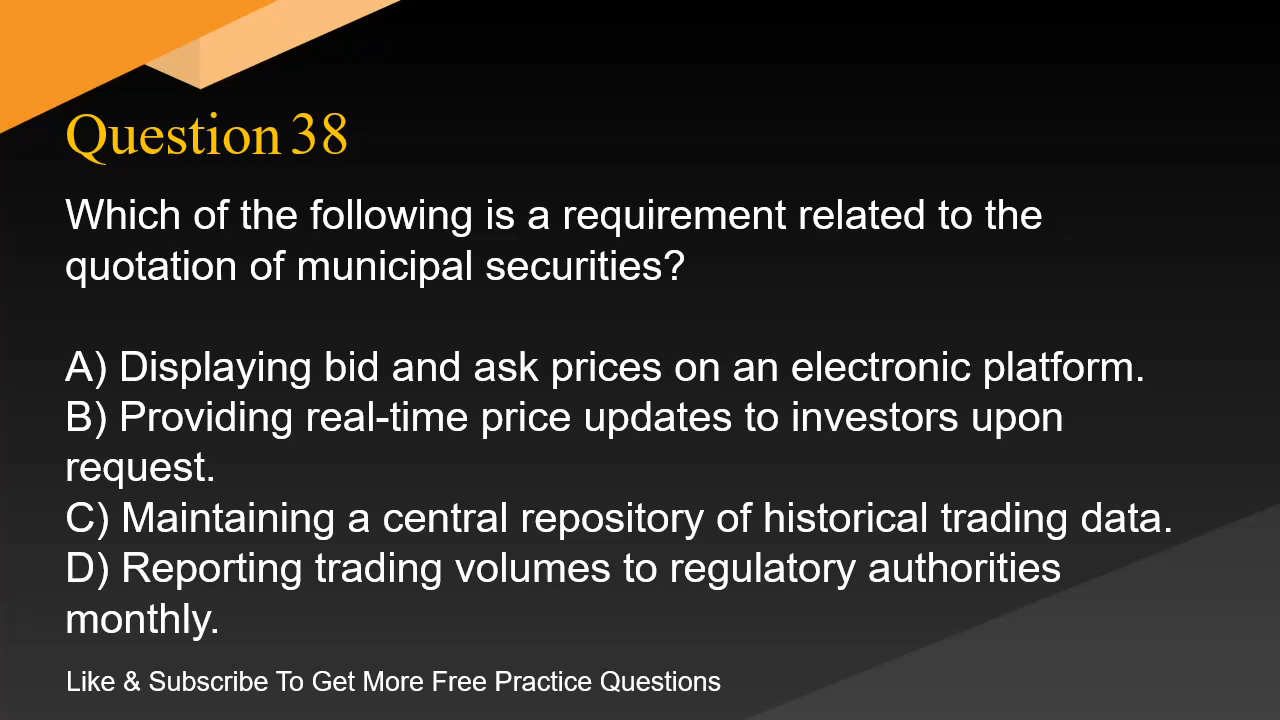 Question 38
Which of the following is a requirement related to the
quotation of municipal securities?
A) Displaying bid and ask prices on an electronic platform.
B) Providing real-time price updates to investors upon
request.
C) Maintaining a central repository of historical trading data.
D) Reporting trading volumes to regulatory authorities
monthly.
Like & Subscribe To Get More Free Practice Questions